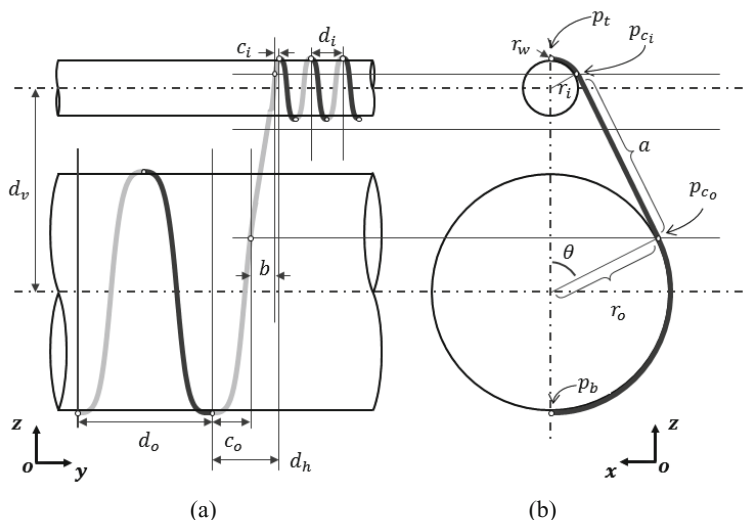 c_i
d_i
r_w
p_t
p_{c_i}
r_i
a
d_v
p_{c_o}
θ
b
r_o
p_b
z
d_o
c_o
z
o
y
d_h
x
o
(a)
(b)